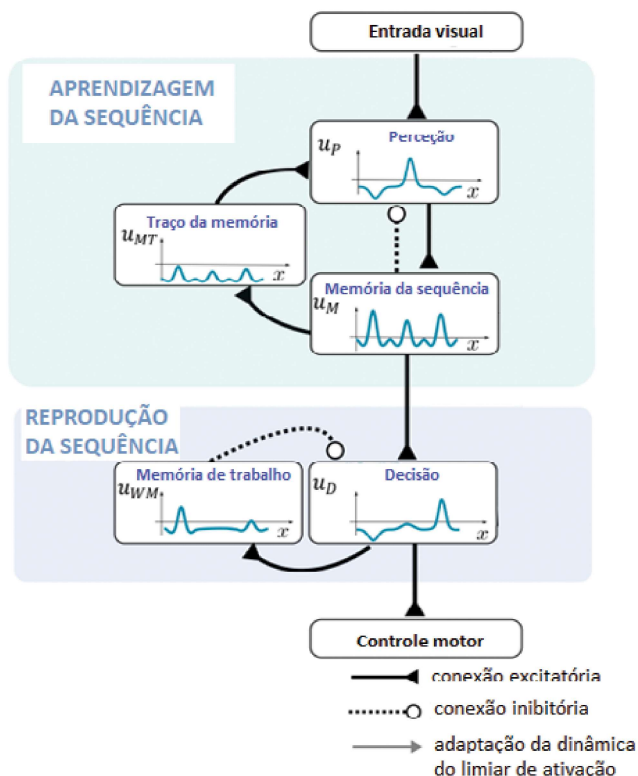 Entrada visual
APRENDIZAGEM
DA SEQUÊNCIA
Perceção
u_P
x
Traço da memória
u_MT
x
Memória da sequência
u_M
x
REPRODUÇÃO
DA SEQUÊNCIA
Memória de trabalho
u_WM
x
Decisão
u_D
x
Controle motor
conexão excitatória
conexão inibitória
adaptação da dinâmica
do limiar de ativação